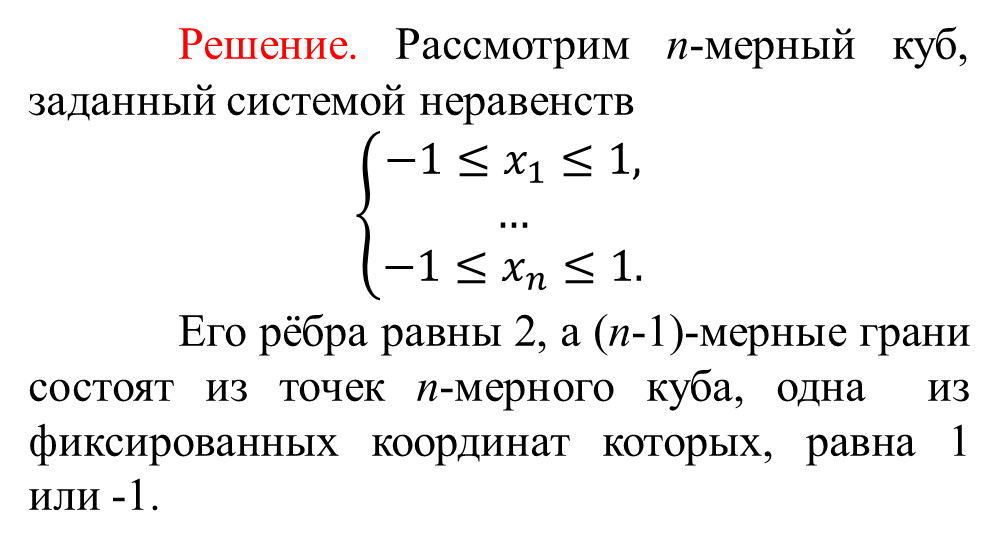 Решение. Рассмотрим n-мерный куб,
заданный системой неравенств
−1 ≤ x₁ ≤ 1,
…
−1 ≤ xₙ ≤ 1.
Его рёбра равны 2, а (n-1)-мерные грани
состоят из точек n-мерного куба, одна из
фиксированных координат которых, равна 1
или -1.